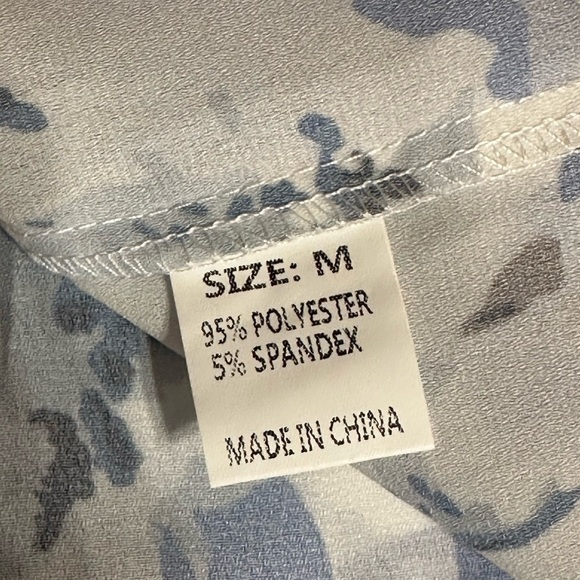 SIZE: M
95% POLYESTER
5% SPANDEX
MADE IN CHINA